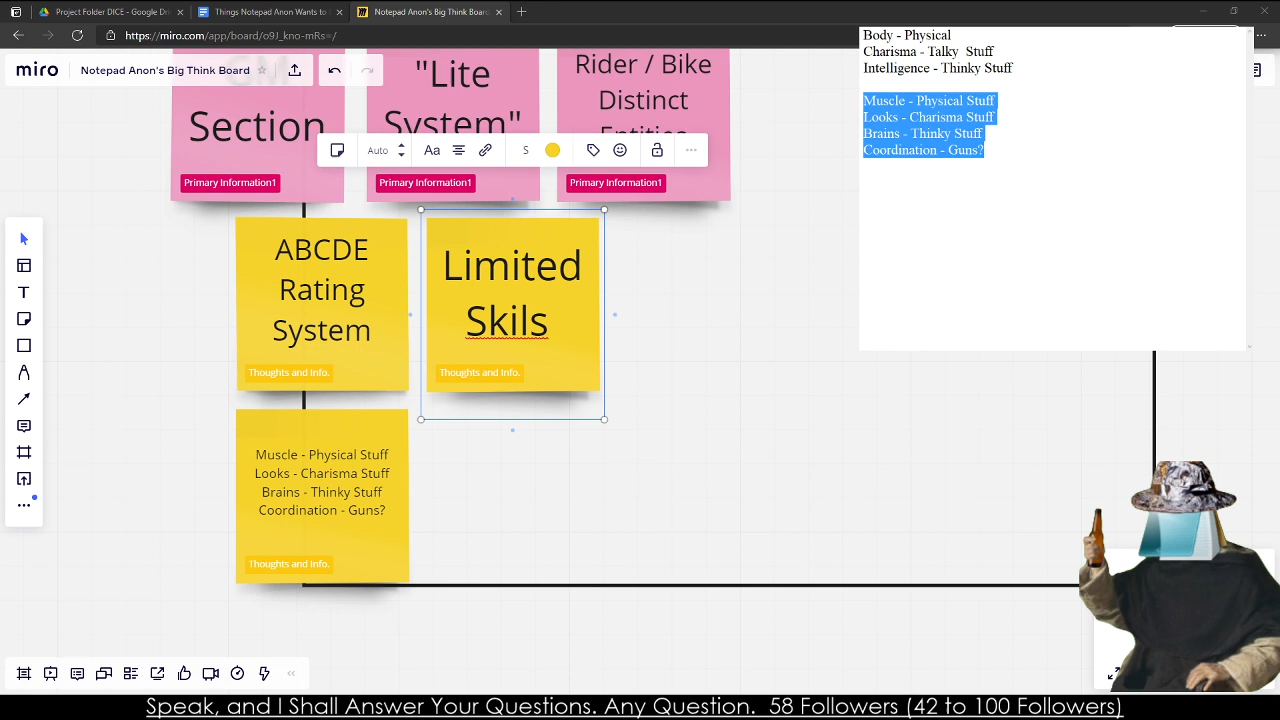 Project Folder DICE - Google Dri
Things Notepad Anon Wants to
Notepad Anon's Big Think Board
https://miro.com/app/board/o9J_kno-mRs=/
miro
Notepad Anon's Big Think Board
Section
"Lite
System"
Rider / Bike
Distinct
Entities
Primary Information1
Primary Information1
Primary Information1
Auto
Aa
S
ABCDE
Rating
System
Thoughts and Info.
Limited
Skils
Thoughts and Info.
Muscle - Physical Stuff
Looks - Charisma Stuff
Brains - Thinky Stuff
Coordination - Guns?
Thoughts and Info.
Body - Physical
Charisma - Talky  Stuff
Intelligence - Thinky Stuff
Muscle - Physical Stuff
Looks - Charisma Stuff
Brains - Thinky Stuff
Coordination - Guns?
Speak, and I Shall Answer Your Questions. Any Question.  58 Followers (42 to 100 Followers)